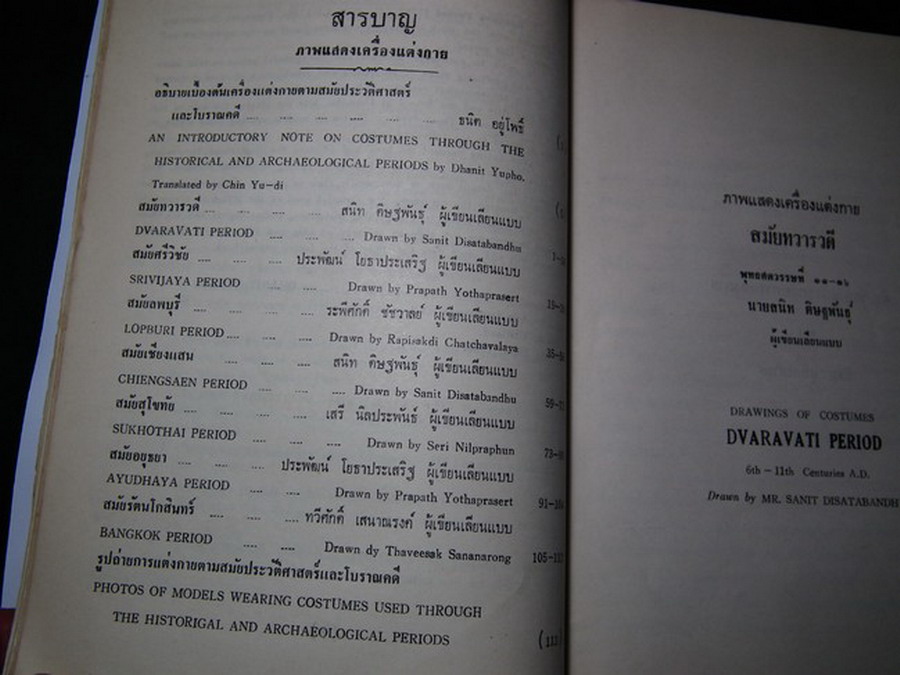 สารบาญ
ภาพแสดงเครื่องแต่งกาย
อธิบายเบื้องต้นเครื่องแต่งกายตามสมัยประวัติศาสตร์
และโบราณคดี .... .... .... .... .... ธนิต อยู่โพธิ์
AN INTRODUCTORY NOTE ON COSTUMES THROUGH THE
HISTORICAL AND ARCHAEOLOGICAL PERIODS by Dhanit Yupho.
Translated by Chin Yu-di
สมัยทวารวดี .... .... .... สนิท ดิษฐพันธุ์ ผู้เขียนเลียนแบบ
DVARAVATI PERIOD .... .... .... Drawn by Sanit Disatabandhu
สมัยศรีวิชัย .... .... .... ประพัฒน์ โยธาประเสริฐ ผู้เขียนเลียนแบบ
SRIVIJAYA PERIOD .... .... Drawn by Prapath Yothaprasert
สมัยลพบุรี .... .... .... ระพีศักดิ์ ชัชวาลย์ ผู้เขียนเลียนแบบ
LOPBURI PERIOD .... .... .... Drawn by Rapisakdi Chatchavalaya
สมัยเชียงแสน .... .... .... สนิท ดิษฐพันธุ์ ผู้เขียนเลียนแบบ
CHIENGSAEN PERIOD .... .... .... Drawn by Sanit Disatabandhu
สมัยสุโขทัย .... .... .... .... เสรี นิลประพันธ์ ผู้เขียนเลียนแบบ
SUKHOTHAI PERIOD .... .... .... Drawn by Seri Nilpraphun
สมัยอยุธยา .... .... .... ประพัฒน์ โยธาประเสริฐ ผู้เขียนเลียนแบบ
AYUDHAYA PERIOD .... .... Drawn by Prapath Yothaprasert
สมัยรัตนโกสินทร์ .... .... .... ทวีศักดิ์ เสนาณรงค์ ผู้เขียนเลียนแบบ
BANGKOK PERIOD .... .... Drawn dy Thaveesak Sananarong
รูปถ่ายการแต่งกายตามสมัยประวัติศาสตร์และโบราณคดี
PHOTOS OF MODELS WEARING COSTUMES USED THROUGH
THE HISTORIGAL AND ARCHAEOLOGICAL PERIODS
ภาพแสดงเครื่องแต่งกาย
สมัยทวารวดี
พุทธศตวรรษที่ ๑๑-๑๖
นายสนิท ดิษฐพันธุ์
ผู้เขียนเลียนแบบ
DRAWINGS OF COSTUMES
DVARAVATI PERIOD
6th - 11th Centuries A.D.
Drawn by MR. SANIT DISATABANDH